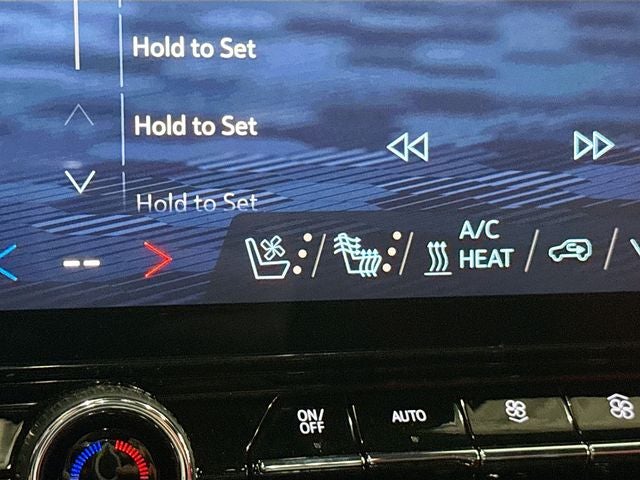 Hold to Set
Hold to Set
Hold to Set
--
A/C
HEAT
ON/
OFF
AUTO